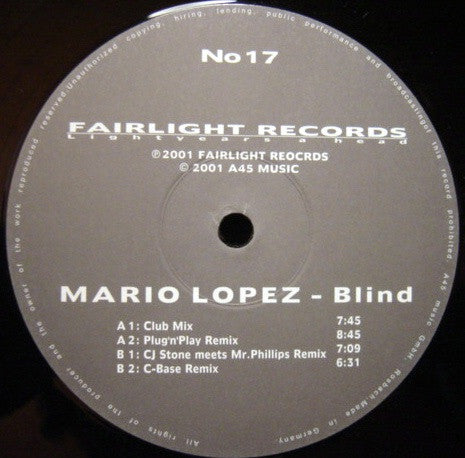 No 17
FAIRLIGHT RECORDS
Lightyears ahead
℗ 2001 FAIRLIGHT REOCRDS
© 2001 A45 MUSIC
MARIO LOPEZ - Blind
A 1: Club Mix 7:45
A 2: Plug'n'Play Remix 8:45
B 1: CJ Stone meets Mr.Phillips Remix 7:09
B 2: C-Base Remix 6:31
All rights of the producer and the owner of the work reproduced reserved.Unauthorized copying, hiring, lending, public performance and broadcasting of this record prohibited. A45 music GmbH, Rosbach Made in Germany.